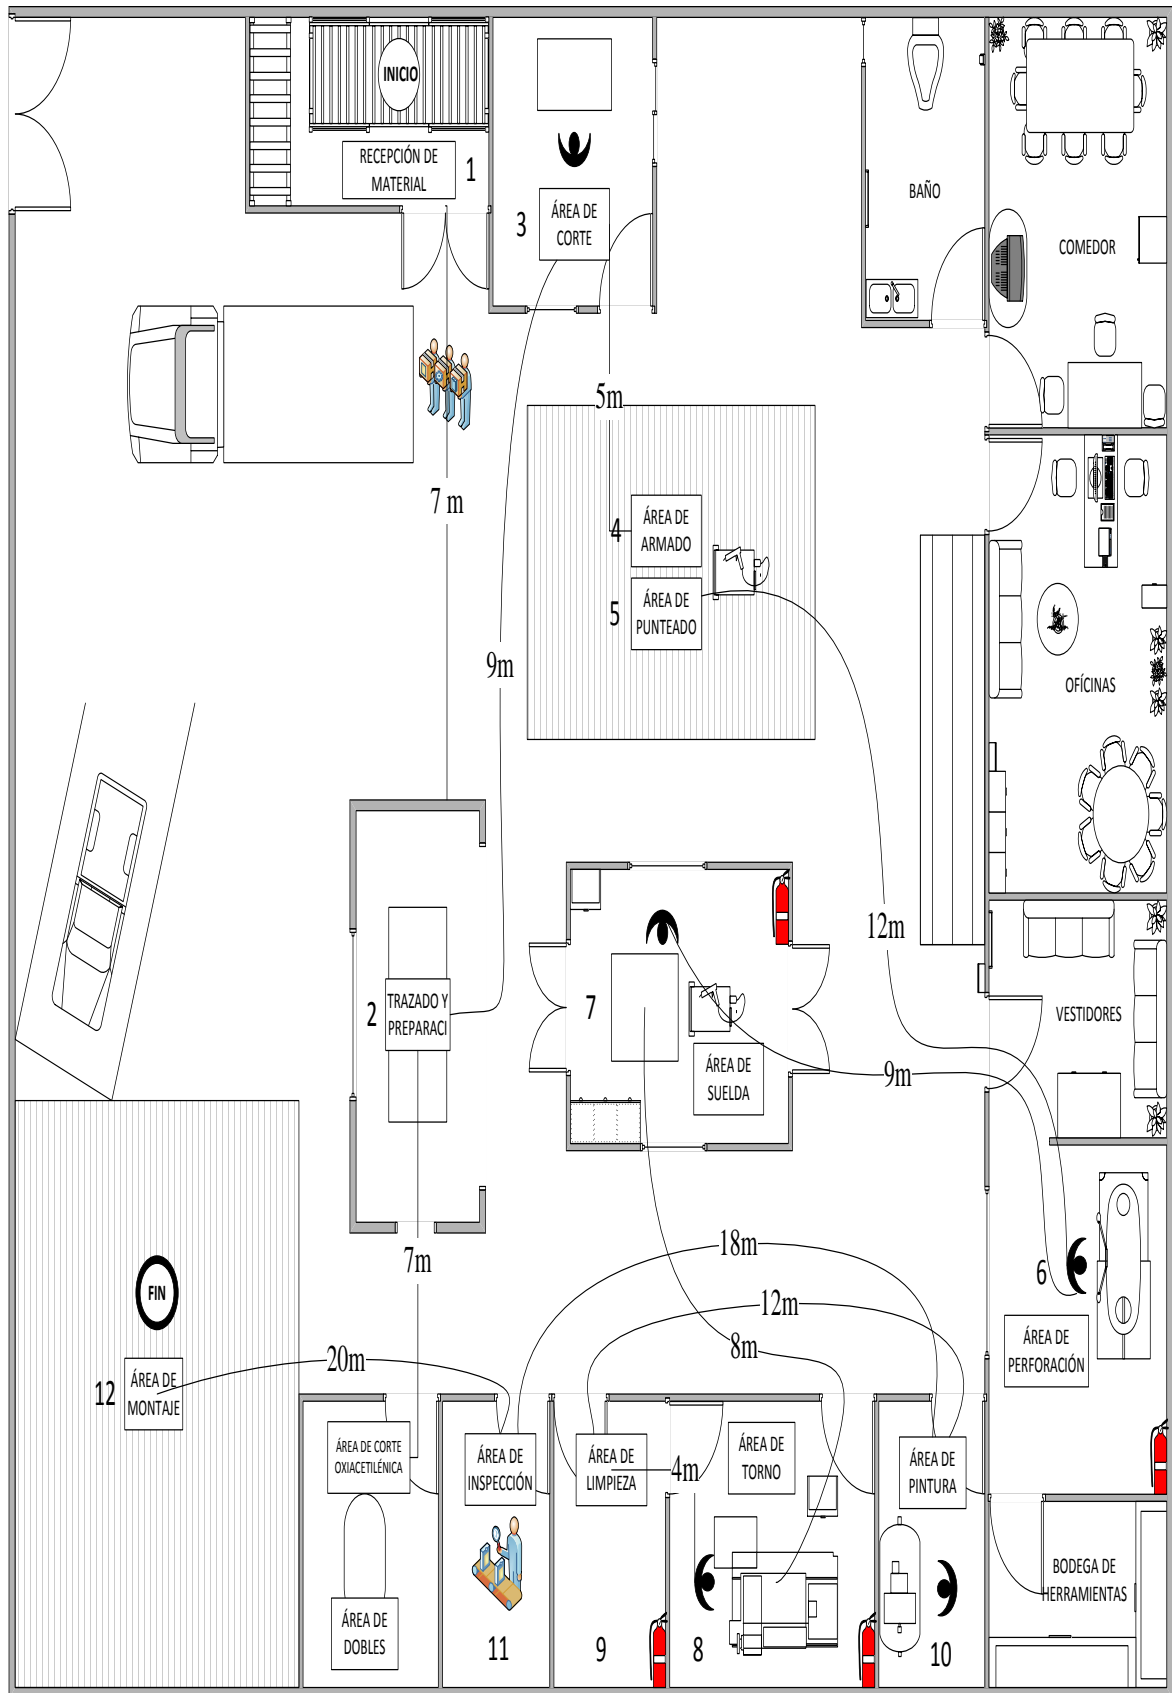 INICIO
RECEPCIÓN DE
MATERIAL
1
3
ÁREA DE
CORTE
BAÑO
COMEDOR
5m
7 m
4
ÁREA DE
ARMADO
5
ÁREA DE
PUNTEADO
9m
OFÍCINAS
12m
2
TRAZADO Y
PREPARACI
7
ÁREA DE
SUELDA
9m
VESTIDORES
7m
18m
6
FIN
12m
8m
ÁREA DE
PERFORACIÓN
20m
12
ÁREA DE
MONTAJE
ÁREA DE CORTE
OXIACETILÉNICA
ÁREA DE
INSPECCIÓN
ÁREA DE
LIMPIEZA
4m
ÁREA DE
TORNO
ÁREA DE
PINTURA
BODEGA DE
HERRAMIENTAS
ÁREA DE
DOBLES
11
9
8
10